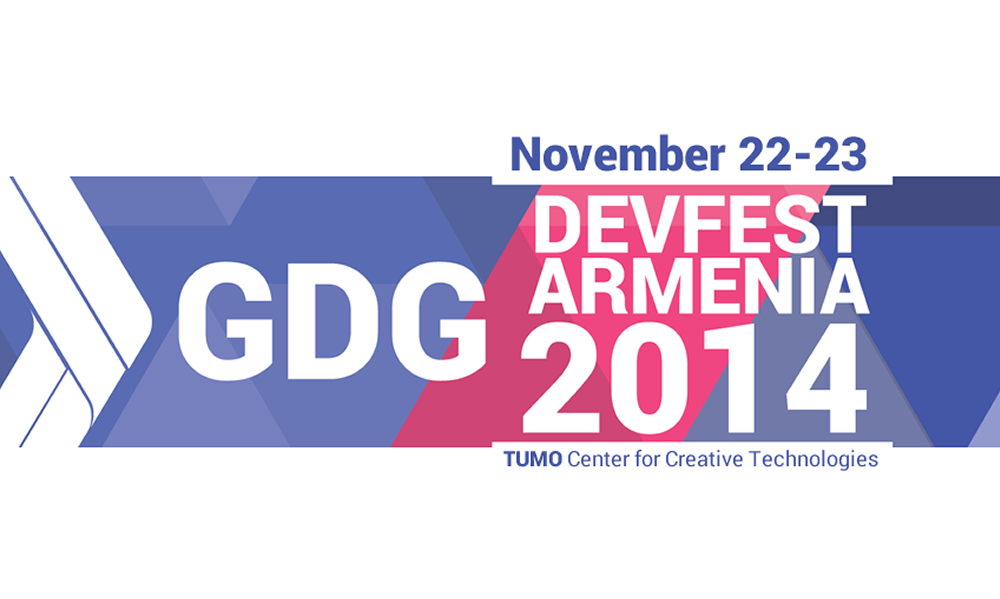 November 22-23
GDG
DEVFEST
ARMENIA
2014
TUMO Center for Creative Technologies